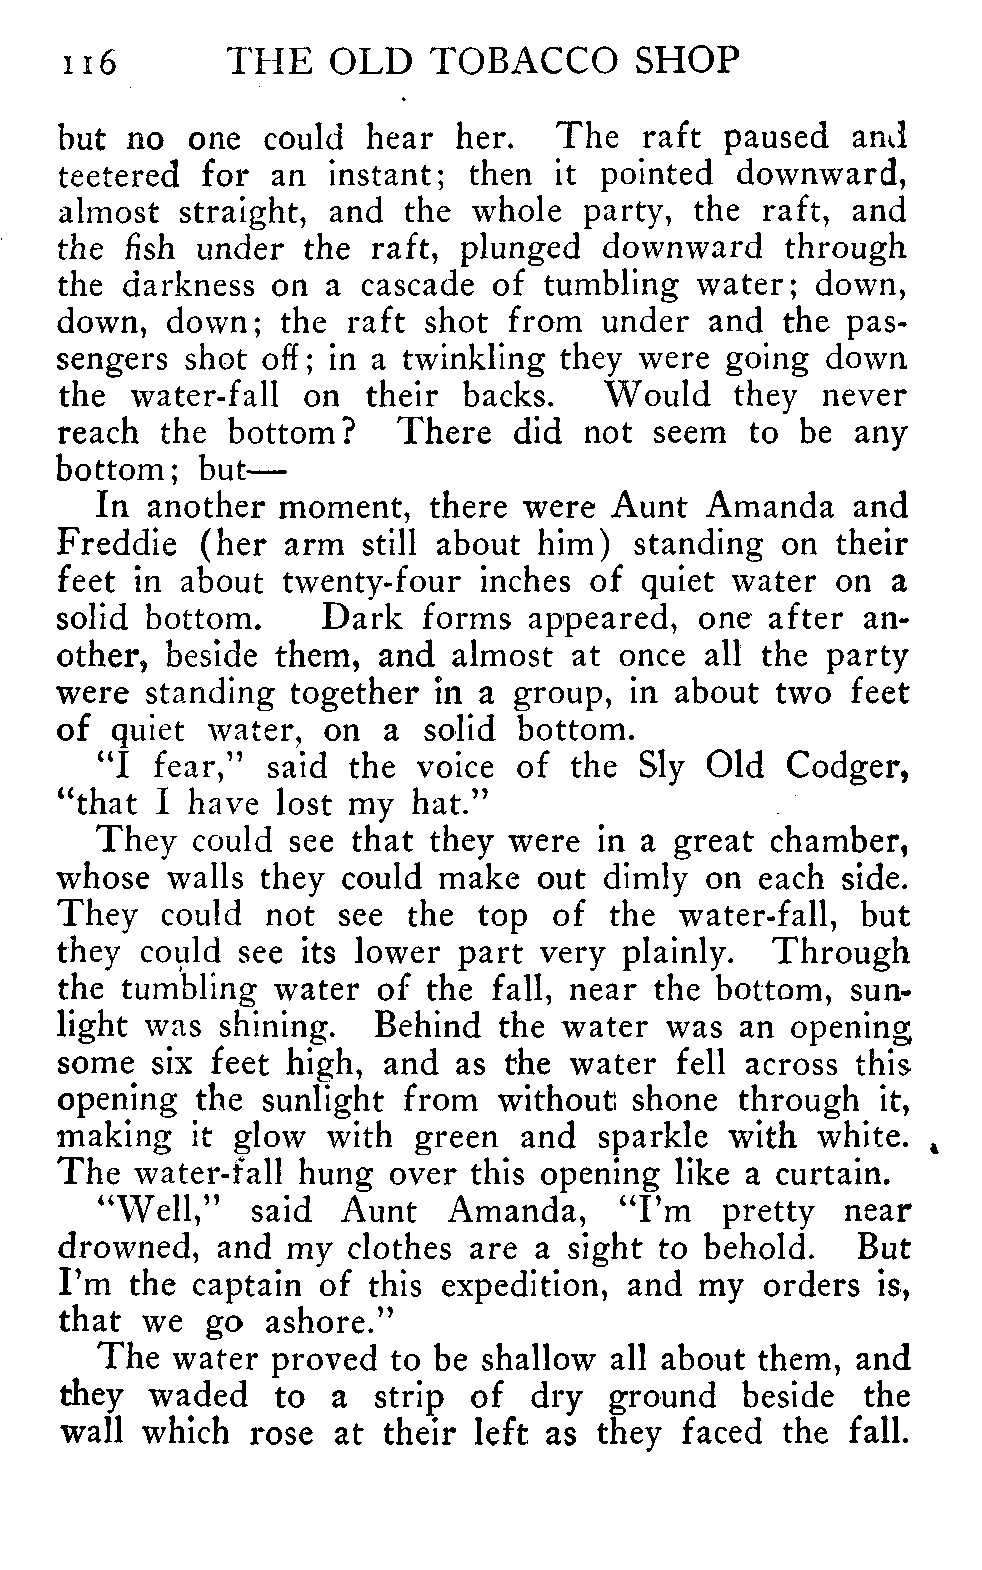 116 THE OLD TOBACCO SHOP
but no one could hear her. The raft paused and
teetered for an instant; then it pointed downward,
almost straight, and the whole party, the raft, and
the fish under the raft, plunged downward through
the darkness on a cascade of tumbling water; down,
down, down; the raft shot from under and the pas-
sengers shot off; in a twinkling they were going down
the water-fall on their backs. Would they never
reach the bottom? There did not seem to be any
bottom; but—
In another moment, there were Aunt Amanda and
Freddie (her arm still about him) standing on their
feet in about twenty-four inches of quiet water on a
solid bottom. Dark forms appeared, one after an-
other, beside them, and almost at once all the party
were standing together in a group, in about two feet
of quiet water, on a solid bottom.
“I fear,” said the voice of the Sly Old Codger,
“that I have lost my hat.”
They could see that they were in a great chamber,
whose walls they could make out dimly on each side.
They could not see the top of the water-fall, but
they could see its lower part very plainly. Through
the tumbling water of the fall, near the bottom, sun-
light was shining. Behind the water was an opening,
some six feet high, and as the water fell across this
opening the sunlight from without shone through it,
making it glow with green and sparkle with white.
The water-fall hung over this opening like a curtain.
“Well,” said Aunt Amanda, “I’m pretty near
drowned, and my clothes are a sight to behold. But
I’m the captain of this expedition, and my orders is,
that we go ashore.”
The water proved to be shallow all about them, and
they waded to a strip of dry ground beside the
wall which rose at their left as they faced the fall.